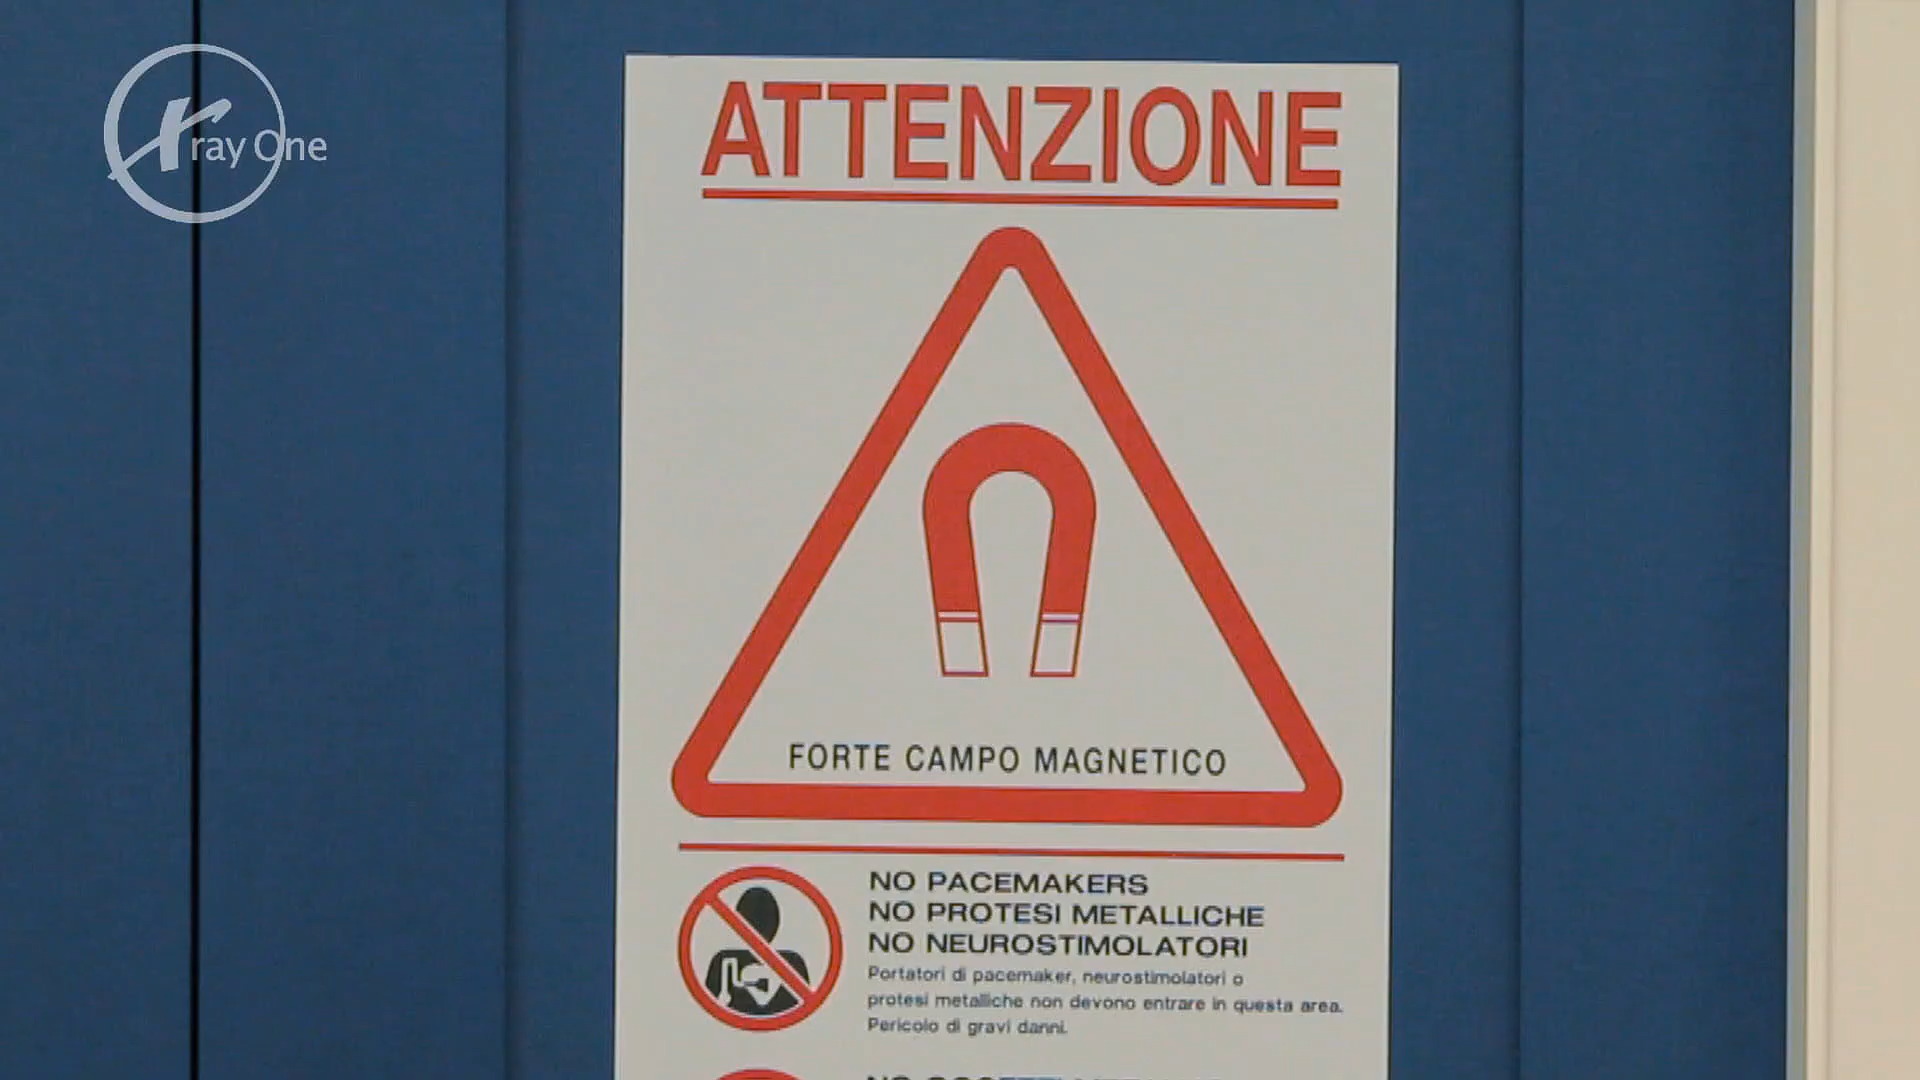 Xray One
ATTENZIONE
FORTE CAMPO MAGNETICO
NO PACEMAKERS
NO PROTESI METALLICHE
NO NEUROSTIMOLATORI
Portatori di pacemaker, neurostimolatori o
protesi metalliche non devono entrare in questa area.
Pericolo di gravi danni.